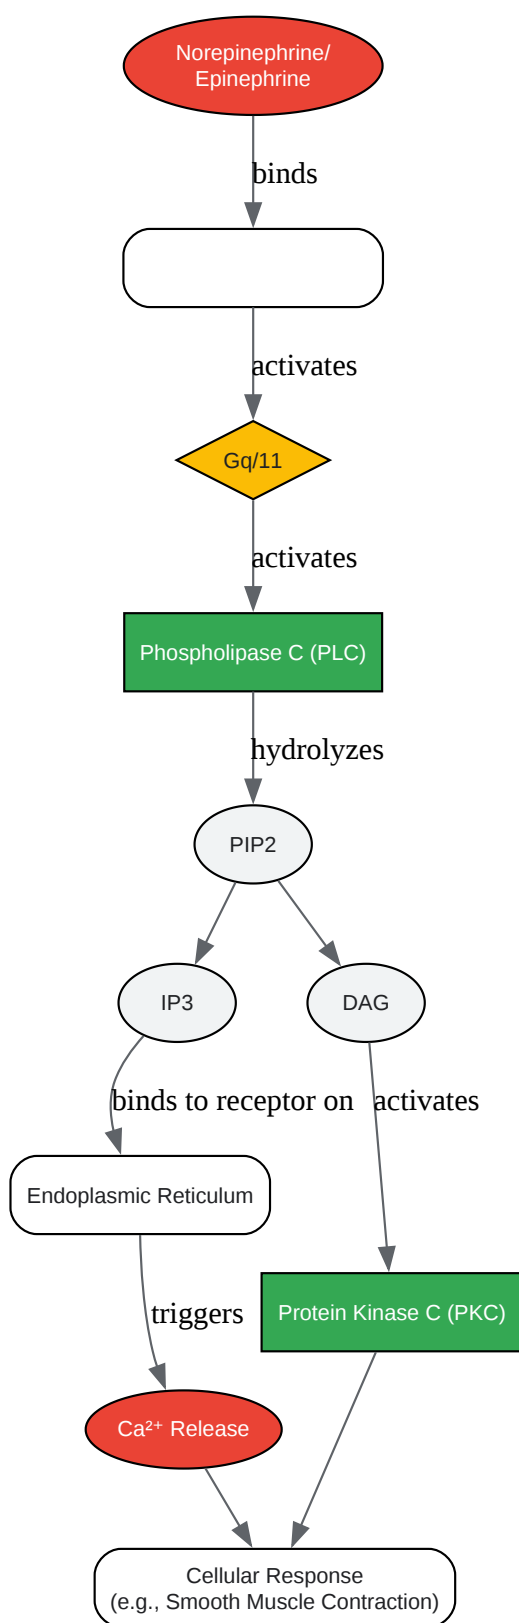 Norepinephrine/
Epinephrine
binds
activates
Gq/11
activates
Phospholipase C (PLC)
hydrolyzes
PIP2
IP3
DAG
binds to receptor on
activates
Endoplasmic Reticulum
triggers
Protein Kinase C (PKC)
Ca²⁺ Release
Cellular Response
(e.g., Smooth Muscle Contraction)